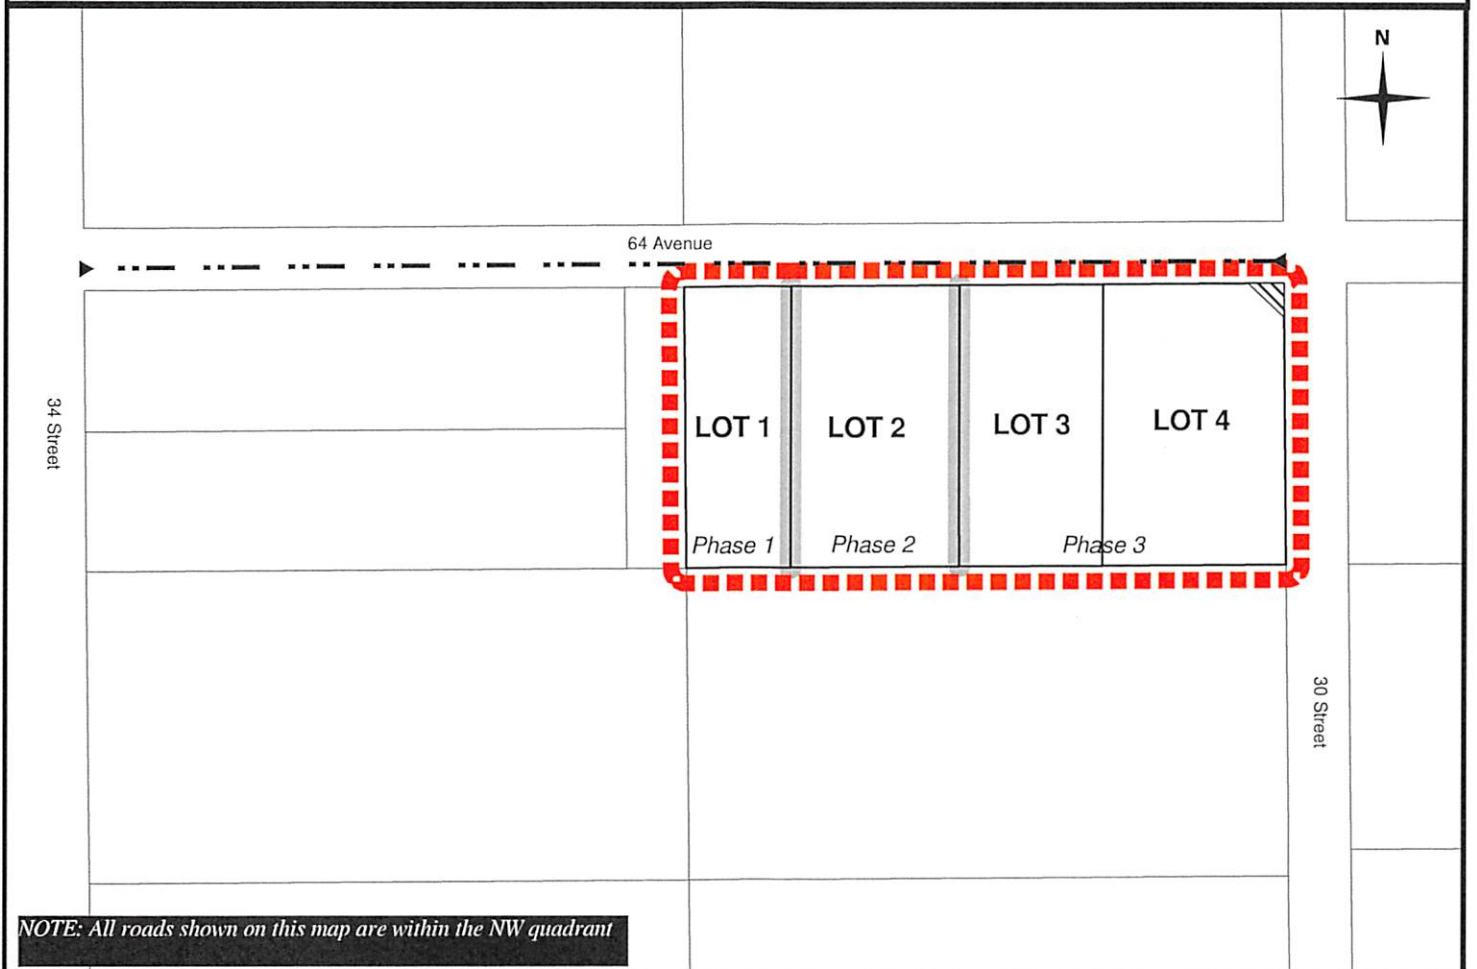 N
64 Avenue
34 Street
LOT 1
LOT 2
LOT 3
LOT 4
Phase 1
Phase 2
Phase 3
30 Street
NOTE: All roads shown on this map are within the NW quadrant